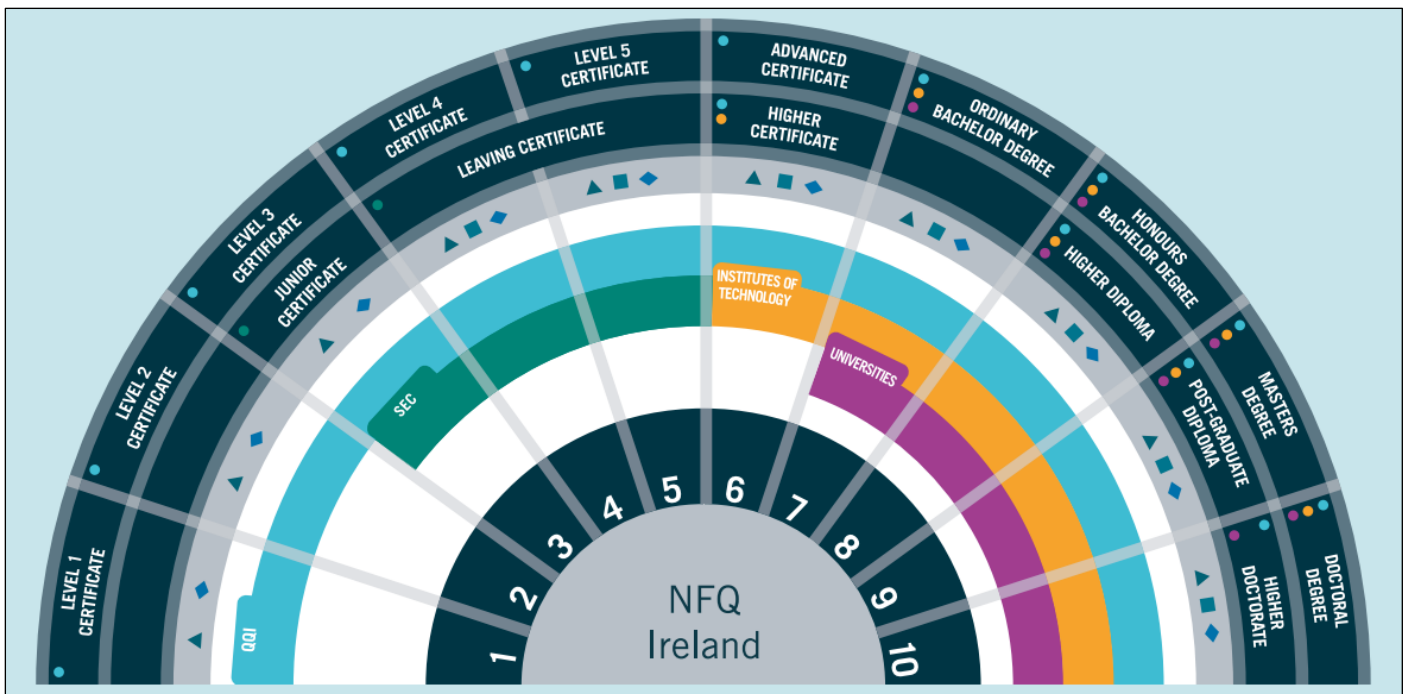 LEVEL 1
CERTIFICATE
LEVEL 2
CERTIFICATE
LEVEL 3
CERTIFICATE
LEVEL 4
CERTIFICATE
LEVEL 5
CERTIFICATE
ADVANCED
CERTIFICATE
ORDINARY
BACHELOR DEGREE
HONOURS
BACHELOR DEGREE
MASTERS
DEGREE
DOCTORAL
DEGREE
JUNIOR
CERTIFICATE
LEAVING CERTIFICATE
HIGHER
CERTIFICATE
HIGHER DIPLOMA
POST-GRADUATE
DIPLOMA
HIGHER
DOCTORATE
QQI
SEC
INSTITUTES OF
TECHNOLOGY
UNIVERSITIES
1
2
3
4
5
6
7
8
9
10
NFQ
Ireland